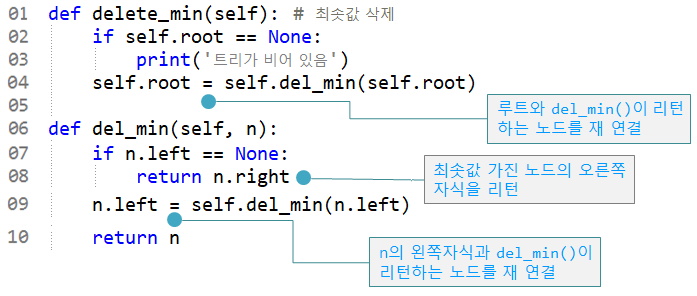 01 def delete_min(self): # 최솟값 삭제
02 if self.root == None:
03 print('트리가 비어 있음')
04 self.root = self.del_min(self.root)
05
루트와 del_min()이 리턴
하는 노드를 재 연결
06 def del_min(self, n):
07 if n.left == None:
08 return n.right
최솟값 가진 노드의 오른쪽
자식을 리턴
09 n.left = self.del_min(n.left)
10 return n
n의 왼쪽자식과 del_min()이
리턴하는 노드를 재 연결